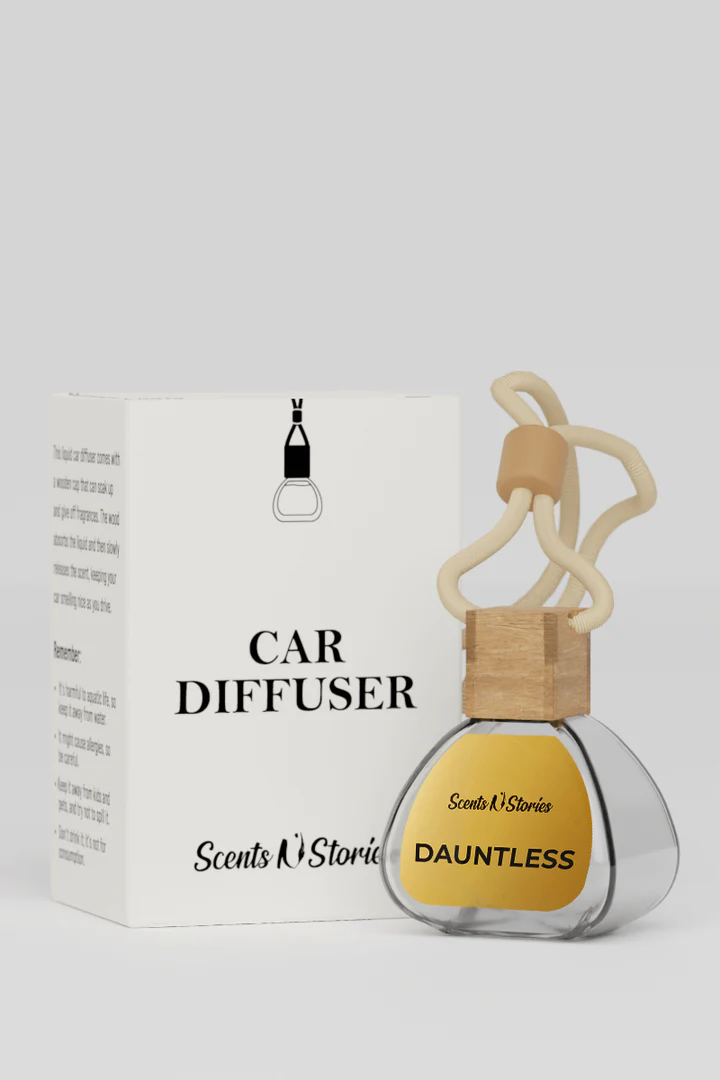 This liquid car diffuser comes with
a wooden cap that can soak up
and give off fragrances. The wood
absorbs the liquid and then slowly
releases the scent, keeping your
car smelling nice as you drive.
Remember:
• It's harmful to aquatic life, so
keep it away from water.
• It might cause allergies, so
be careful.
• Keep it away from kids and
pets, and try not to spill it.
• Don't drink it; it's not for
consumption.
CAR
DIFFUSER
Scents N Storie
Scents N Stories
DAUNTLESS